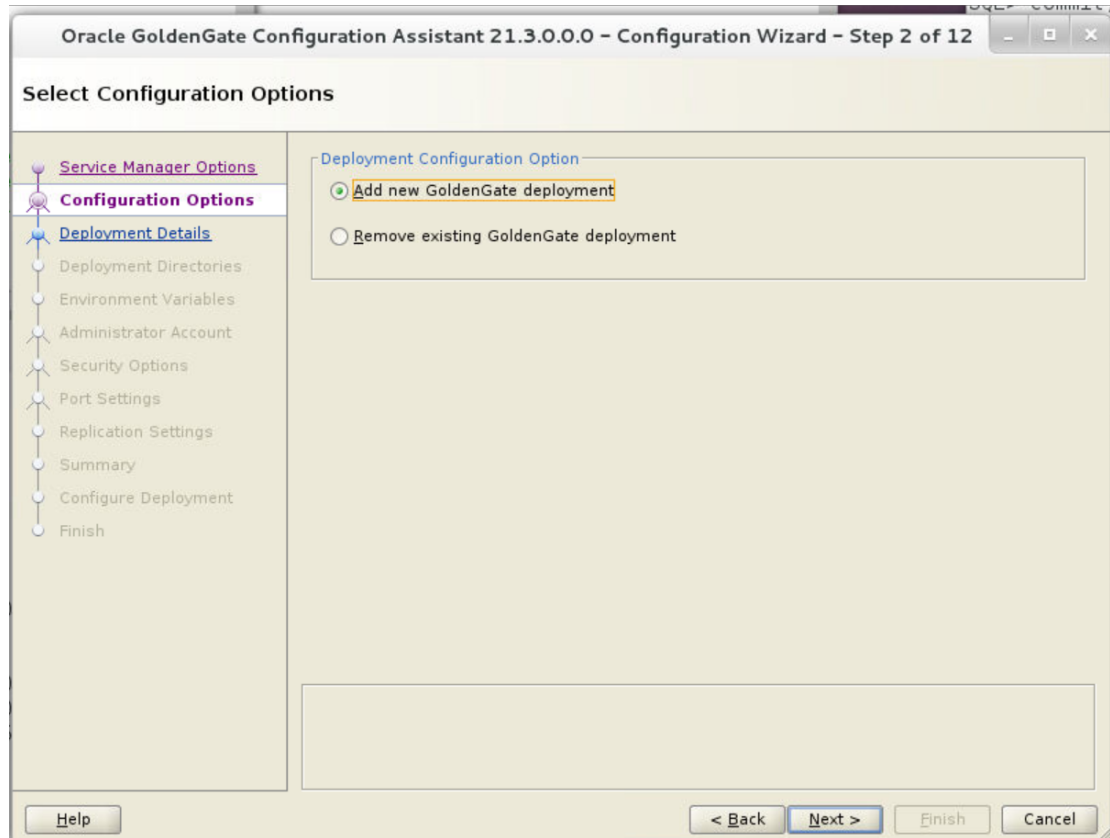 SQL> commit;
Oracle GoldenGate Configuration Assistant 21.3.0.0.0 – Configuration Wizard – Step 2 of 12
Select Configuration Options
Service Manager Options
Configuration Options
Deployment Details
Deployment Directories
Environment Variables
Administrator Account
Security Options
Port Settings
Replication Settings
Summary
Configure Deployment
Finish
Deployment Configuration Option
Add new GoldenGate deployment
Remove existing GoldenGate deployment
Help
< Back
Next >
Finish
Cancel